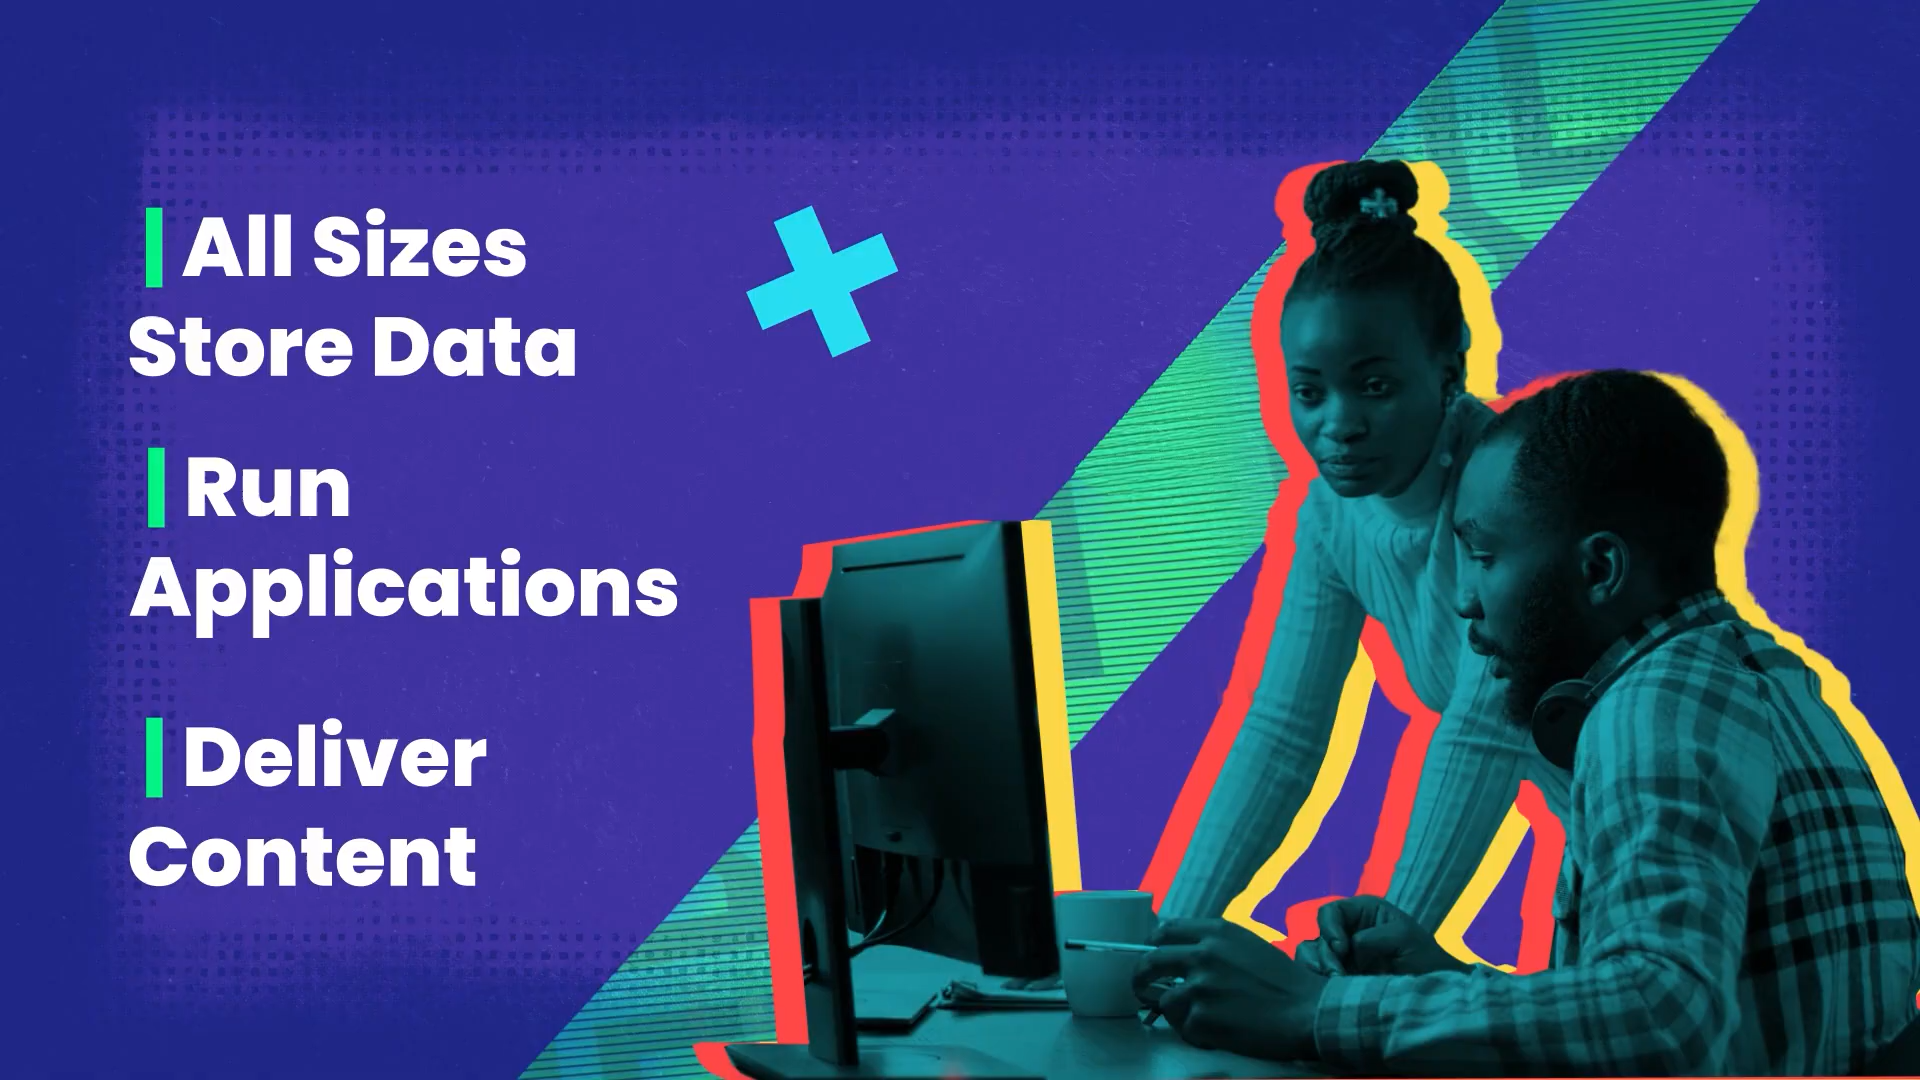 All Sizes
Store Data
Run
Applications
Deliver
Content